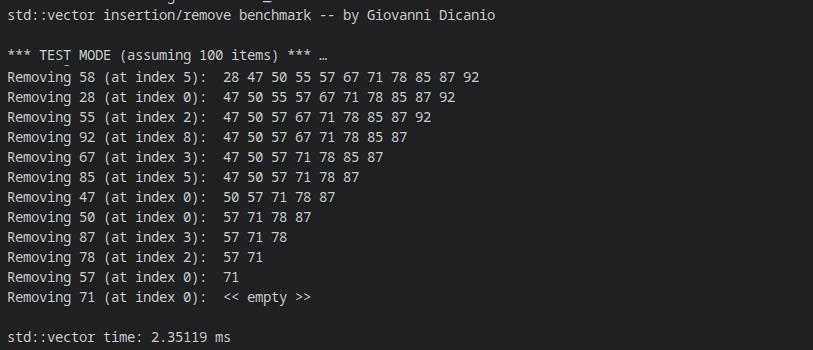 std::vector insertion/remove benchmark -- by Giovanni Dicanio
*** TEST MODE (assuming 100 items) *** …
Removing 58 (at index 5):  28 47 50 55 57 67 71 78 85 87 92
Removing 28 (at index 0):  47 50 55 57 67 71 78 85 87 92
Removing 55 (at index 2):  47 50 57 67 71 78 85 87 92
Removing 92 (at index 8):  47 50 57 67 71 78 85 87
Removing 67 (at index 3):  47 50 57 71 78 85 87
Removing 85 (at index 5):  47 50 57 71 78 87
Removing 47 (at index 0):  50 57 71 78 87
Removing 50 (at index 0):  57 71 78 87
Removing 87 (at index 3):  57 71 78
Removing 78 (at index 2):  57 71
Removing 57 (at index 0):  71
Removing 71 (at index 0):  << empty >>
std::vector time: 2.35119 ms